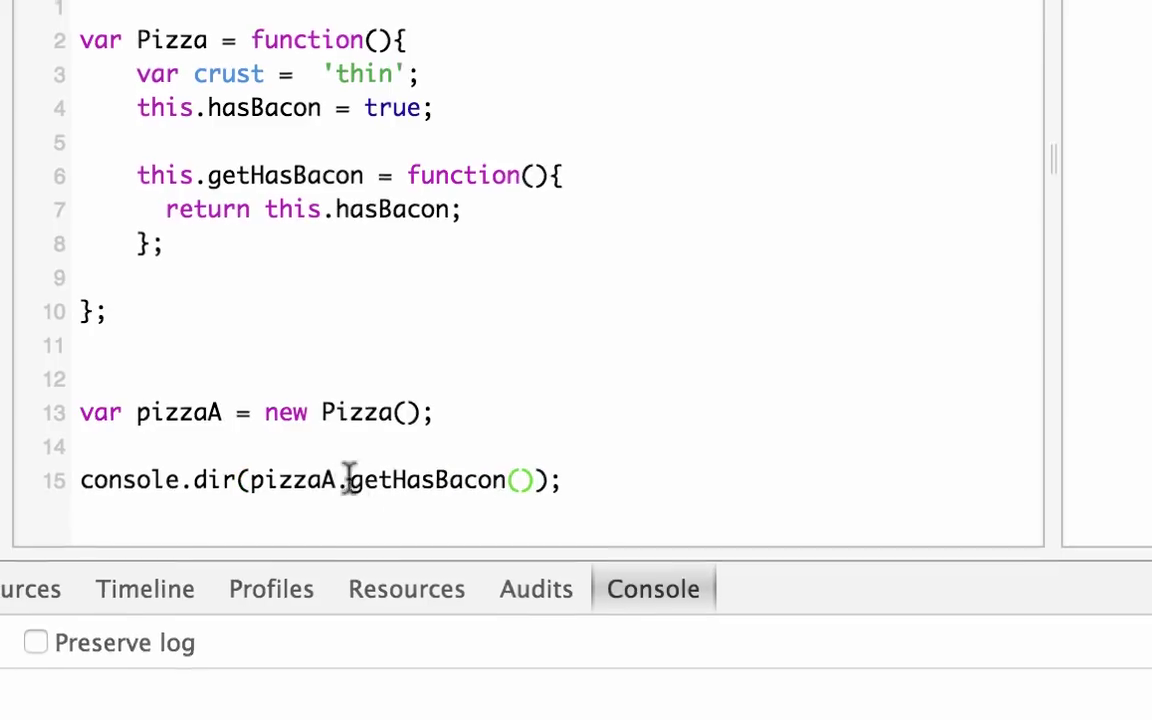 1
2 var Pizza = function(){
3 var crust =  'thin';
4 this.hasBacon = true;
5
6 this.getHasBacon = function(){
7 return this.hasBacon;
8 };
9
10 };
11
12
13 var pizzaA = new Pizza();
14
15 console.dir(pizzaA.getHasBacon());
urces Timeline Profiles Resources Audits Console
Preserve log